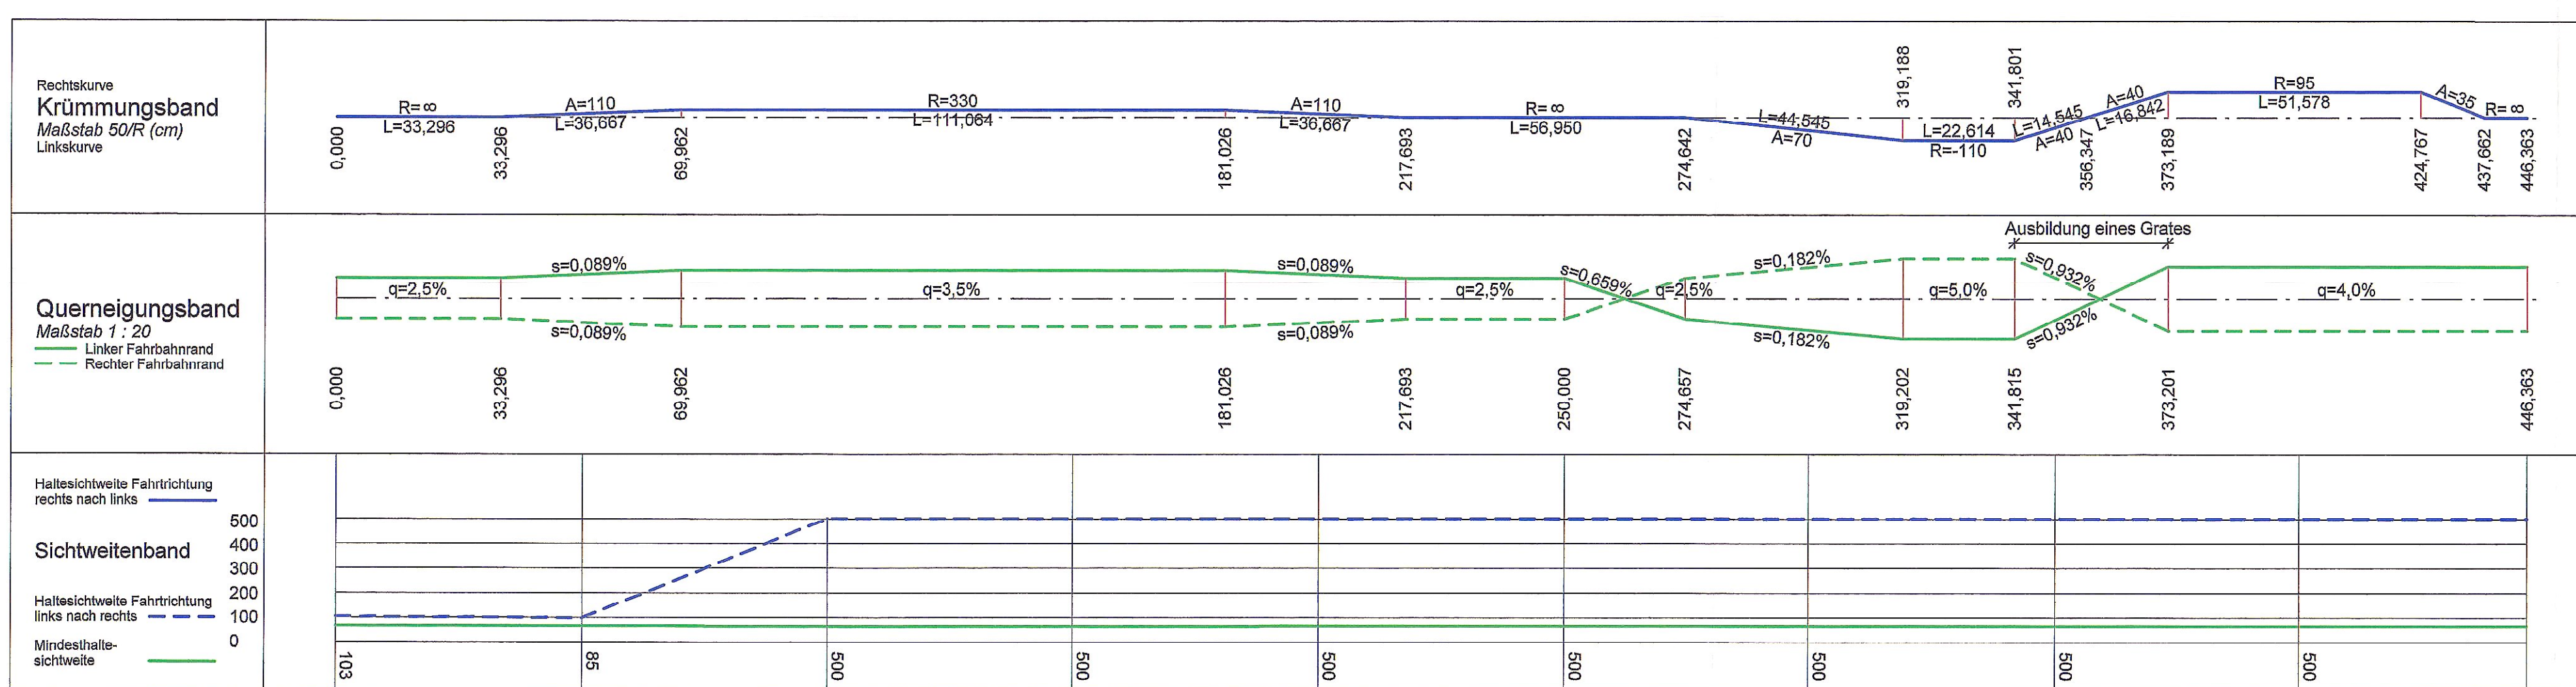 Rechtskurve
Krümmungsband
Maßstab 50/R (cm)
Linkskurve
R=∞
L=33,296
A=110
L=36,667
R=330
L=111,064
A=110
L=36,667
R=∞
L=56,950
L=44,545
A=70
L=22,614
R=-110
L=14,545
A=40
A=40
L=16,842
R=95
L=51,578
A=35
R=∞
0,000
33,296
69,962
181,026
217,693
274,642
319,188
341,801
356,347
373,189
424,767
437,662
446,363
Querneigungsband
Maßstab 1 : 20
Linker Fahrbahnrand
Rechter Fahrbahnrand
Ausbildung eines Grates
q=2,5%
s=0,089%
s=0,089%
q=3,5%
s=0,089%
s=0,089%
q=2,5%
s=0,659%
q=2,5%
s=0,182%
s=0,182%
q=5,0%
s=0,932%
s=0,932%
q=4,0%
0,000
33,296
69,962
181,026
217,693
250,000
274,657
319,202
341,815
373,201
446,363
Haltesichtweite Fahrtrichtung
rechts nach links
Sichtweitenband
Haltesichtweite Fahrtrichtung
links nach rechts
Mindesthalte-
sichtweite
500
400
300
200
100
0
103
85
500
500
500
500
500
500
500